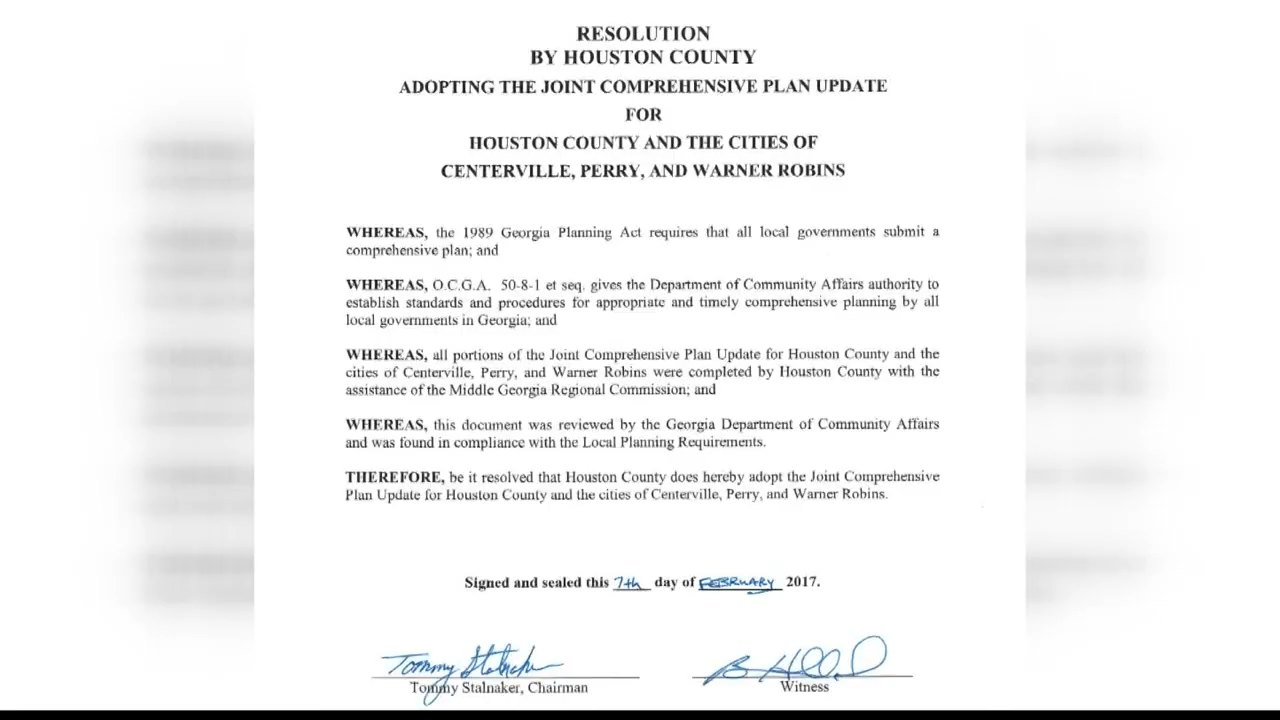 RESOLUTION
BY HOUSTON COUNTY
ADOPTING THE JOINT COMPREHENSIVE PLAN UPDATE
FOR
HOUSTON COUNTY AND THE CITIES OF
CENTERVILLE, PERRY, AND WARNER ROBINS
WHEREAS, the 1989 Georgia Planning Act requires that all local governments submit a
comprehensive plan; and
WHEREAS, O.C.G.A. 50-8-1 et seq. gives the Department of Community Affairs authority to
establish standards and procedures for appropriate and timely comprehensive planning by all
local governments in Georgia; and
WHEREAS, all portions of the Joint Comprehensive Plan Update for Houston County and the
cities of Centerville, Perry, and Warner Robins were completed by Houston County with the
assistance of the Middle Georgia Regional Commission; and
WHEREAS, this document was reviewed by the Georgia Department of Community Affairs
and was found in compliance with the Local Planning Requirements.
THEREFORE, be it resolved that Houston County does hereby adopt the Joint Comprehensive
Plan Update for Houston County and the cities of Centerville, Perry, and Warner Robins.
Signed and sealed this 7th day of FEBRUARY 2017.
Tommy Stalnaker
Tommy Stalnaker, Chairman
Witness